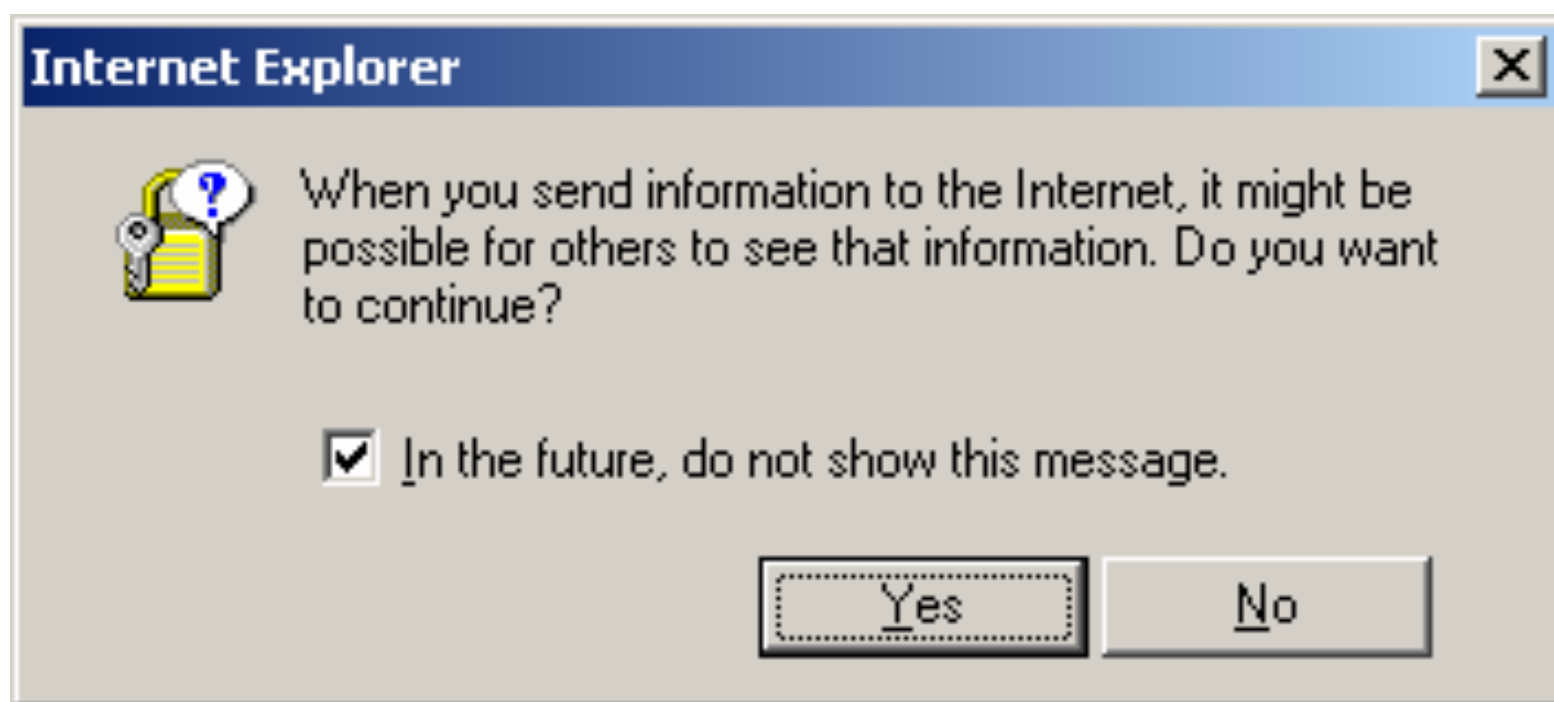 Internet Explorer
When you send information to the Internet, it might be
possible for others to see that information. Do you want
to continue?
In the future, do not show this message.
Yes
No